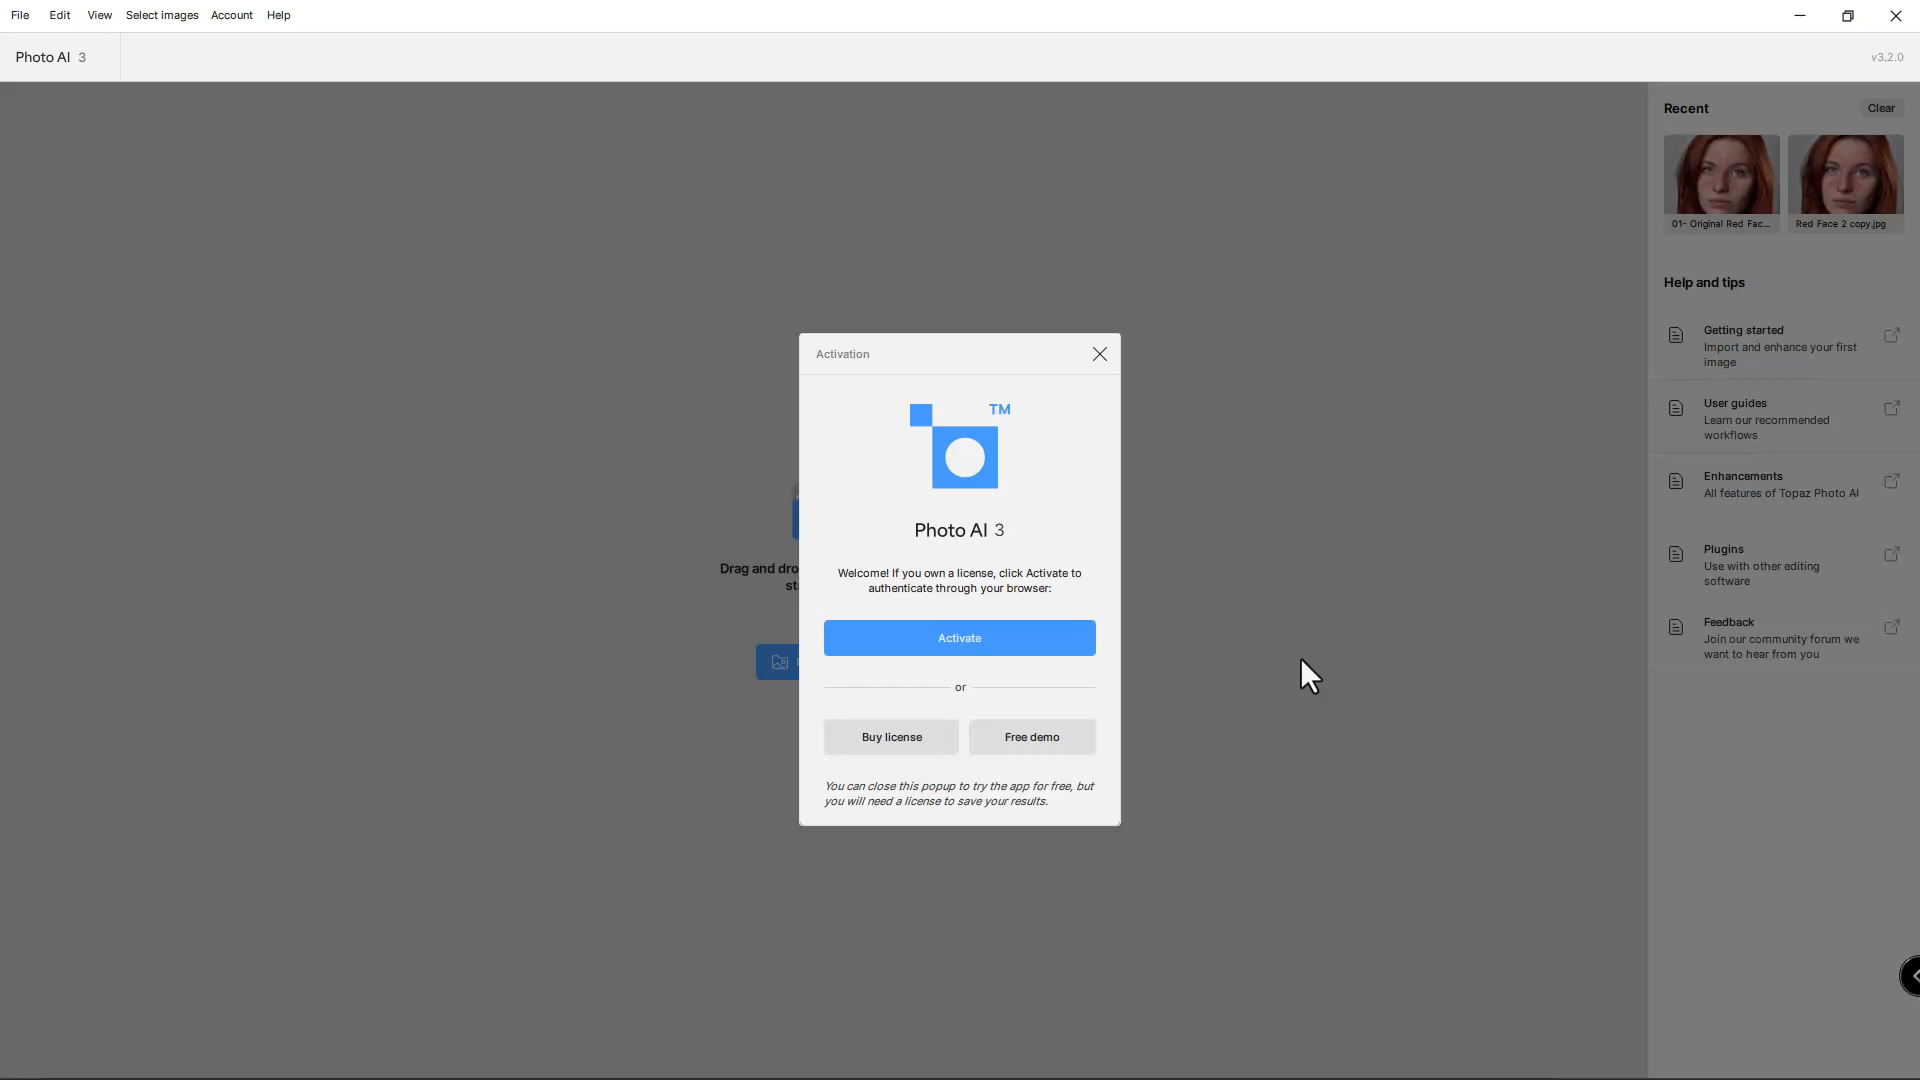 File Edit View Select images Account Help
Photo AI 3
v3.2.0
Recent
Clear
01- Original Red Fac...
Red Face 2 copy.jpg
Help and tips
Getting started
Import and enhance your first
image
User guides
Learn our recommended
workflows
Enhancements
All features of Topaz Photo AI
Plugins
Use with other editing
software
Feedback
Join our community forum we
want to hear from you
Drag and dro
Activation
TM
Photo AI 3
Welcome! If you own a license, click Activate to
authenticate through your browser:
Activate
or
Buy license
Free demo
You can close this popup to try the app for free, but
you will need a license to save your results.